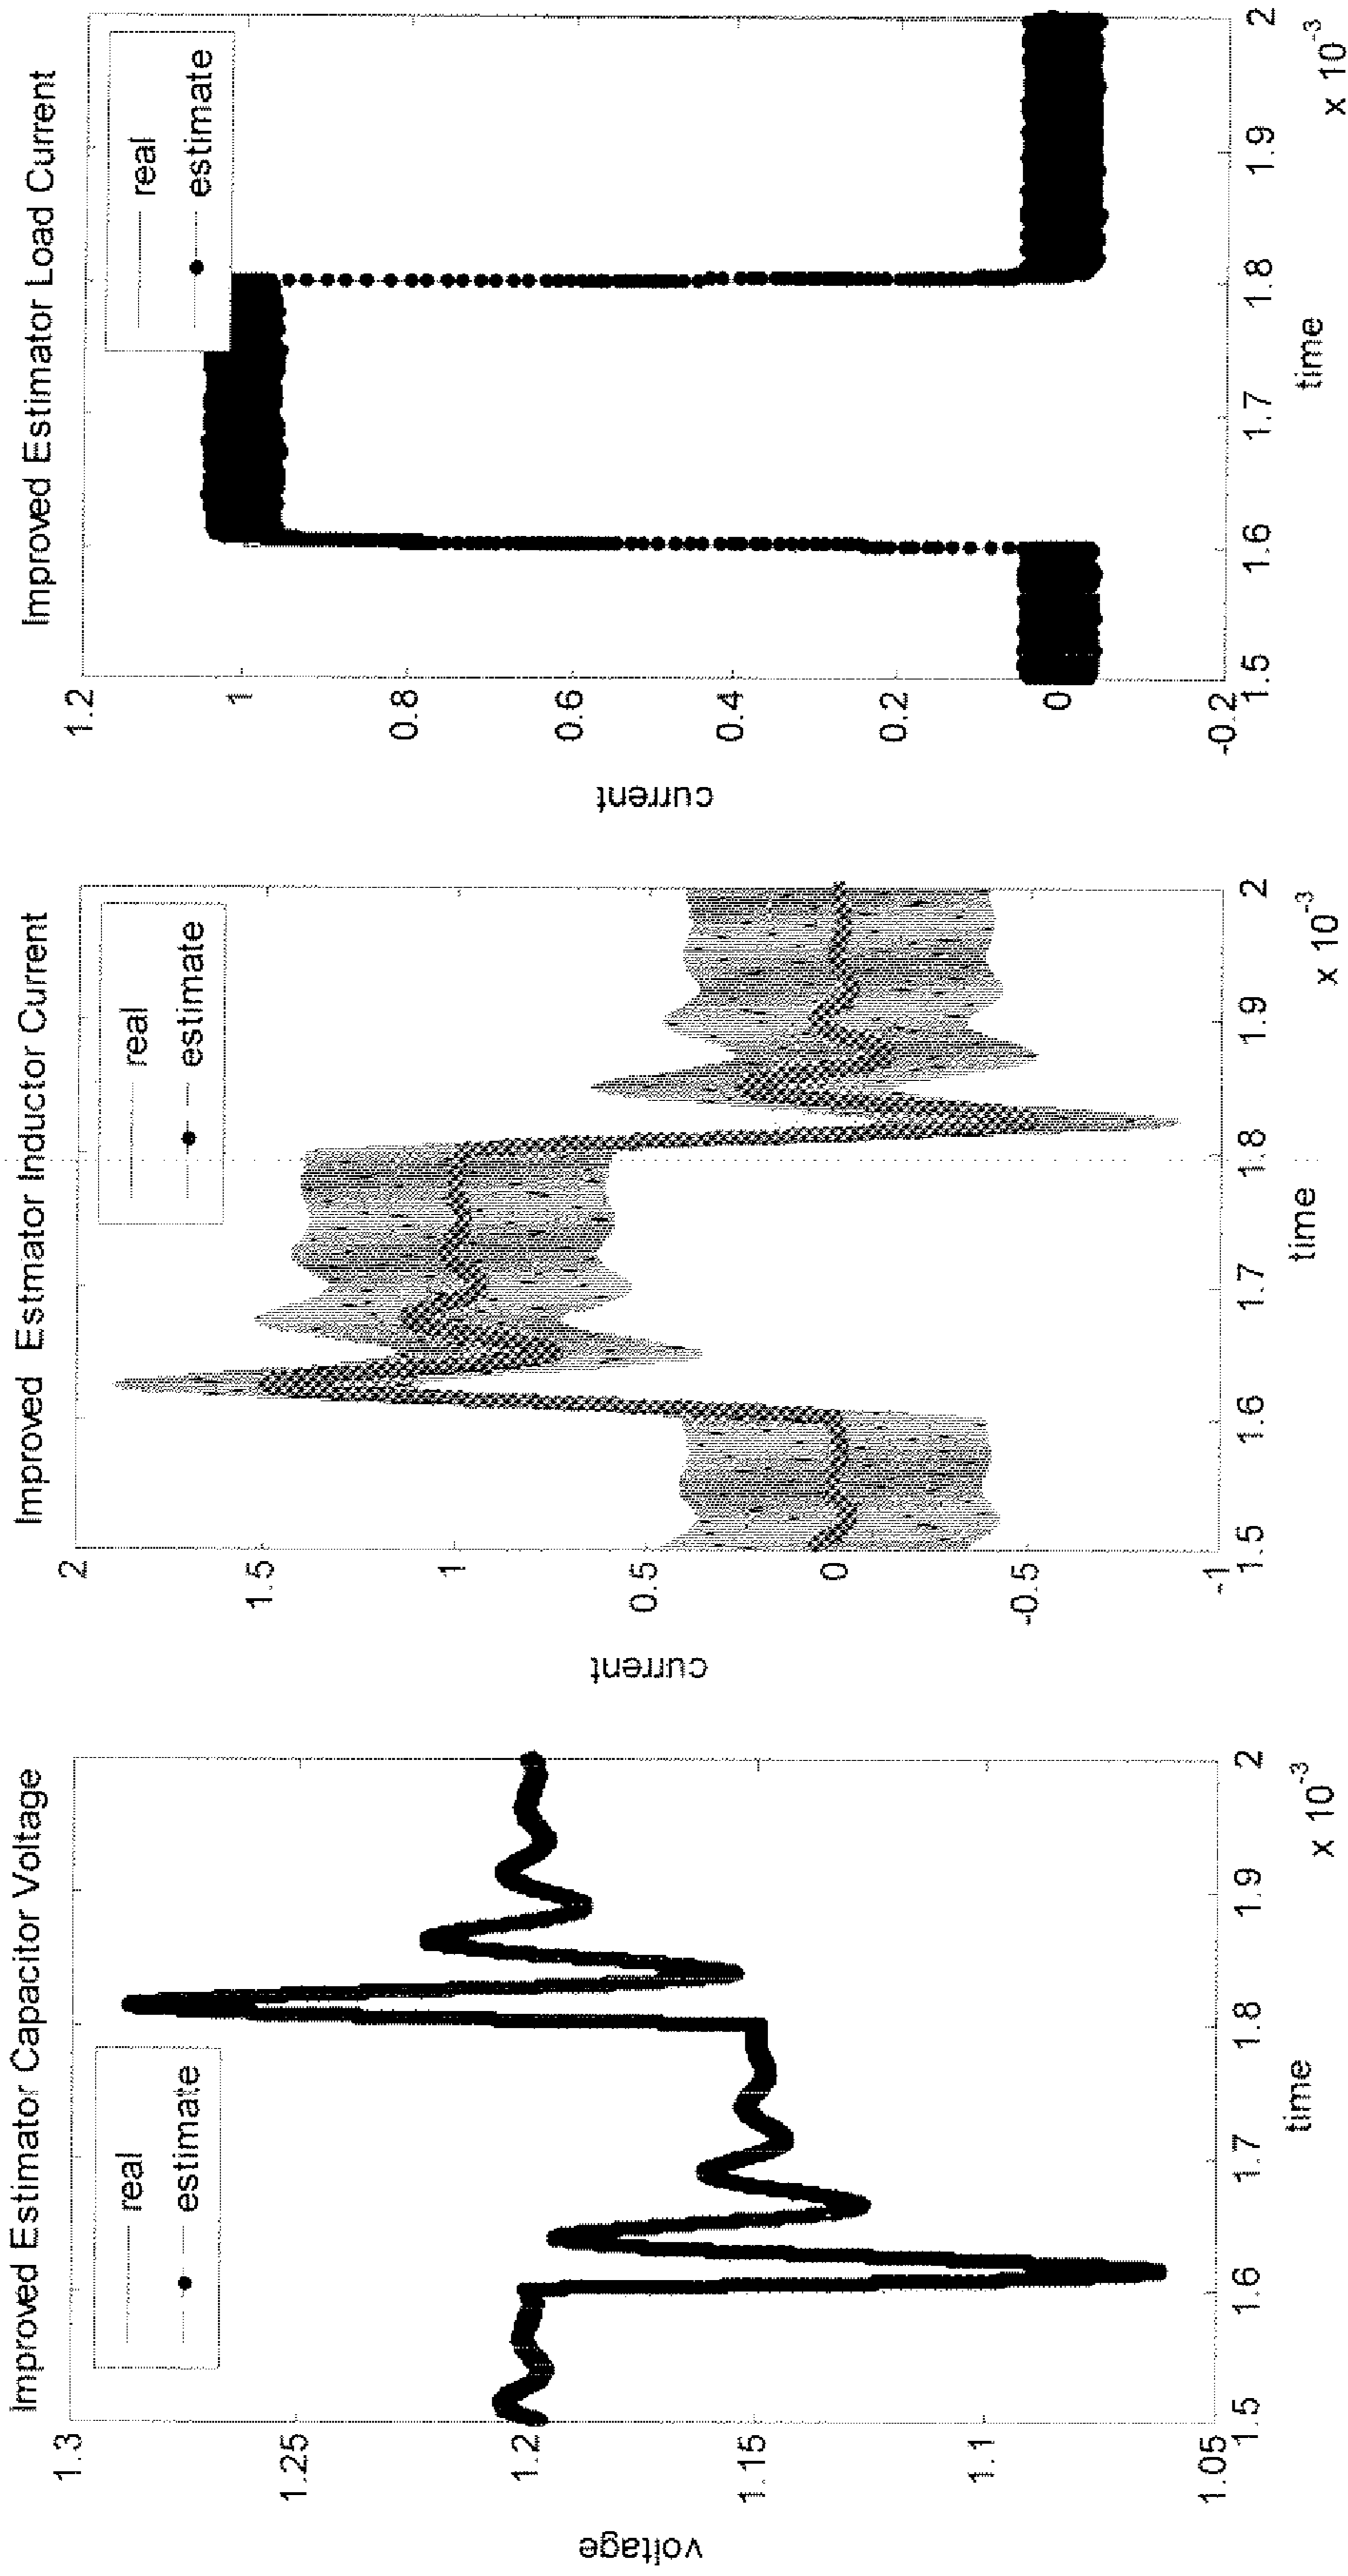 Improved Estimator Capacitor Voltage
real
estimate
1.3
1.25
1.2
1.15
1.1
1.05
voltage
1.5
1.6
1.7
1.8
1.9
2
time
x 10-3
Improved Estmator Inductor Current
real
estimate
2
1.5
1
0.5
0
-0.5
-1
current
1.5
1.6
1.7
1.8
1.9
2
time
x 10-3
Improved Estimator Load Current
real
estimate
1.2
1
0.8
0.6
0.4
0.2
0
-0.2
current
1.5
1.6
1.7
1.8
1.9
2
time
x 10-3